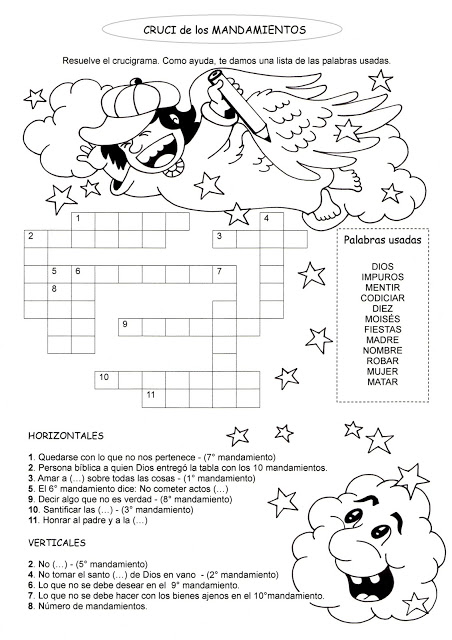 CRUCI de los MANDAMIENTOS
Resuelve el crucigrama. Como ayuda, te damos una lista de las palabras usadas.
1
4
2
3
5 6 7
8
9
10
11
Palabras usadas
DIOS
IMPUROS
MENTIR
CODICIAR
DIEZ
MOISÉS
FIESTAS
MADRE
NOMBRE
ROBAR
MUJER
MATAR
HORIZONTALES
1. Quedarse con lo que no nos pertenece - (7° mandamiento)
2. Persona bíblica a quien Dios entregó la tabla con los 10 mandamientos.
3. Amar a (...) sobre todas las cosas - (1° mandamiento)
5. El 6° mandamiento dice: No cometer actos (...)
9. Decir algo que no es verdad - (8° mandamiento)
10. Santificar las (...) - (3° mandamiento)
11. Honrar al padre y a la (...)
VERTICALES
2. No (...) - (5° mandamiento)
4. No tomar el santo (...) de Dios en vano - (2° mandamiento)
6. Lo que no se debe desear en el 9° mandamiento.
7. Lo que no se debe hacer con los bienes ajenos en el 10°mandamiento.
8. Número de mandamientos.